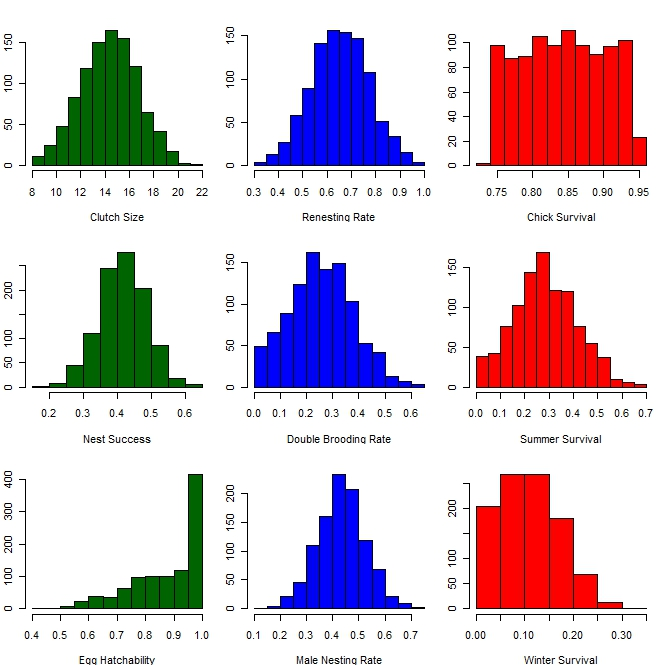 150
100
50
0
8 10 12 14 16 18 20 22
Clutch Size
150
100
50
0
0.3 0.4 0.5 0.6 0.7 0.8 0.9 1.0
Renesting Rate
100
80
60
40
20
0
0.75 0.80 0.85 0.90 0.95
Chick Survival
200
100
50
0
0.2 0.3 0.4 0.5 0.6
Nest Success
150
100
50
0
0.0 0.1 0.2 0.3 0.4 0.5 0.6
Double Brooding Rate
150
100
50
0
0.0 0.1 0.2 0.3 0.4 0.5 0.6 0.7
Summer Survival
400
300
200
100
0
0.4 0.5 0.6 0.7 0.8 0.9 1.0
Egg Hatchability
200
150
100
50
0
0.1 0.2 0.3 0.4 0.5 0.6 0.7
Male Nesting Rate
200
100
50
0
0.00 0.10 0.20 0.30
Winter Survival